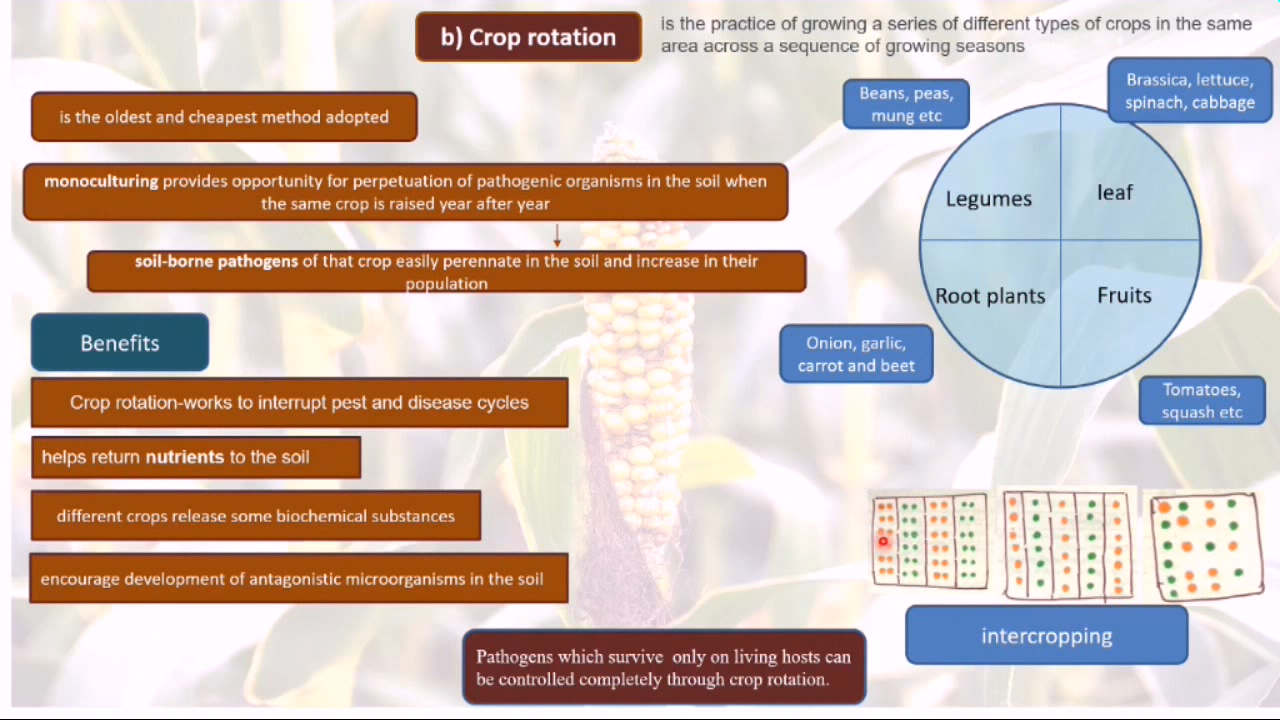 b) Crop rotation
is the practice of growing a series of different types of crops in the same
area across a sequence of growing seasons
is the oldest and cheapest method adopted
monoculturing provides opportunity for perpetuation of pathogenic organisms in the soil when
the same crop is raised year after year
soil-borne pathogens of that crop easily perennate in the soil and increase in their
population
Benefits
Crop rotation-works to interrupt pest and disease cycles
helps return nutrients to the soil
different crops release some biochemical substances
encourage development of antagonistic microorganisms in the soil
Beans, peas,
mung etc
Brassica, lettuce,
spinach, cabbage
Legumes
leaf
Root plants
Fruits
Onion, garlic,
carrot and beet
Tomatoes,
squash etc
intercropping
Pathogens which survive only on living hosts can
be controlled completely through crop rotation.